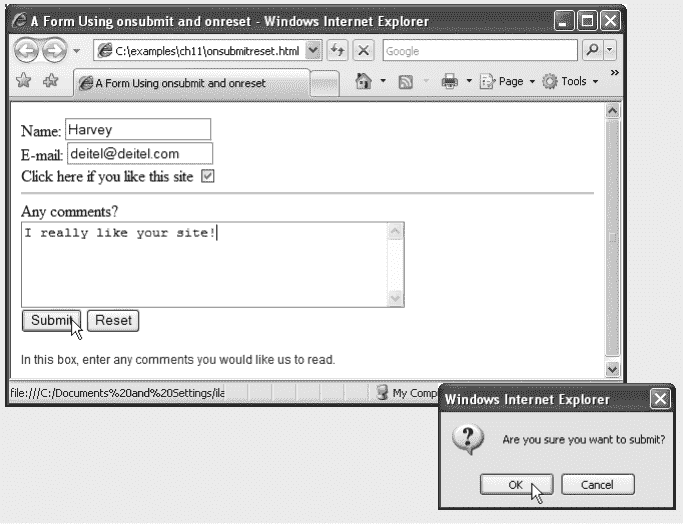 A Form Using onsubmit and onreset - Windows Internet Explorer
C:\examples\ch11\onsubmitreset.html
Google
A Form Using onsubmit and onreset
Page
Tools
»
Name: Harvey
E-mail: deitel@deitel.com
Click here if you like this site
Any comments?
I really like your site!
Submit Reset
In this box, enter any comments you would like us to read.
file:///C:/Documents%20and%20Settings/ila
My Comp
Windows Internet Explorer
Are you sure you want to submit?
OK Cancel